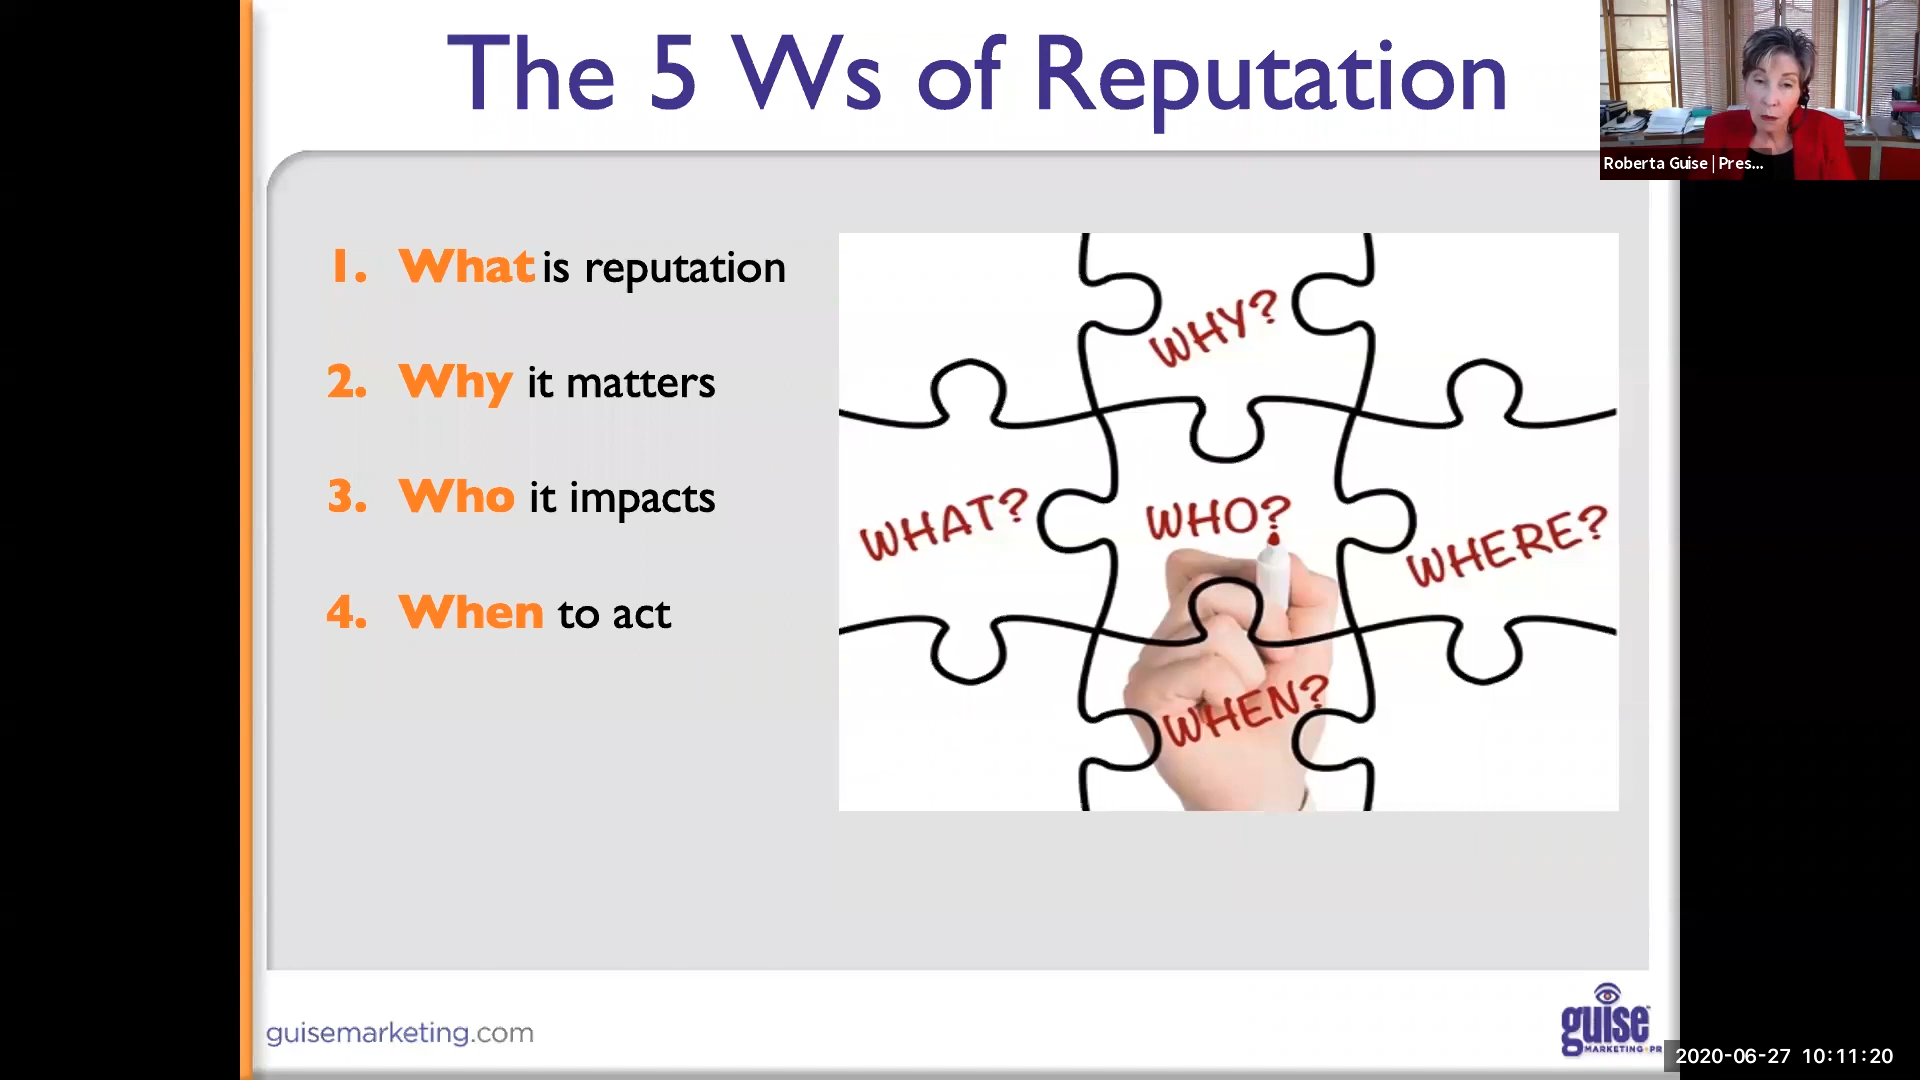 The 5 Ws of Reputation
Roberta Guise | Pres...
1. What is reputation
2. Why it matters
3. Who it impacts
4. When to act
WHY?
WHAT?
WHO?
WHERE?
WHEN?
guisemarketing.com
guise
MARKETING PR
2020-06-27 10:11:20